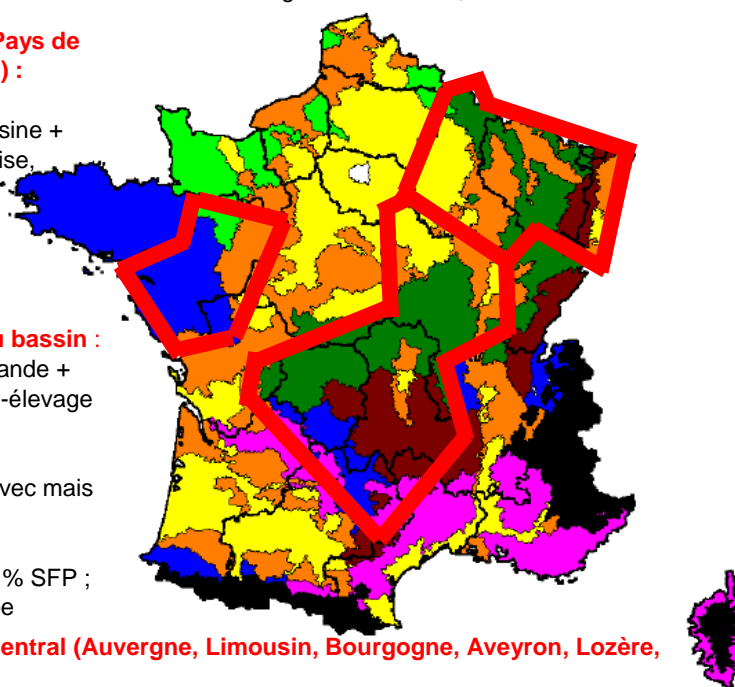 Pays de
) :
sine +
ise,
u bassin :
ande +
-élevage
vec mais
% SFP ;
e
entral (Auvergne, Limousin, Bourgogne, Aveyron, Lozère,